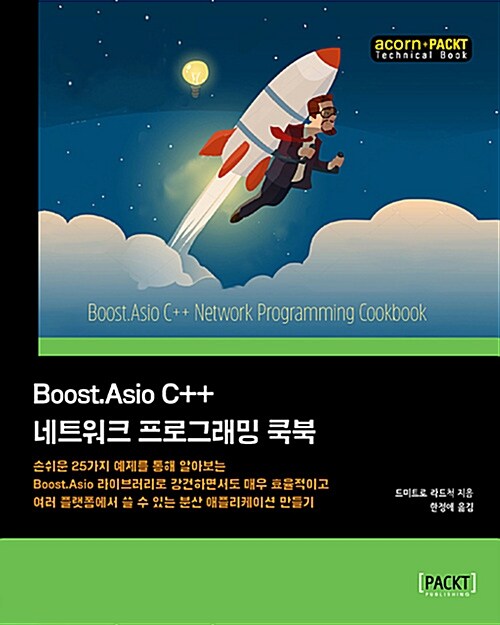 acorn+PACKT
Technical Book
Boost.Asio C++ Network Programming Cookbook
Boost.Asio C++
네트워크 프로그래밍 쿡북
손쉬운 25가지 예제를 통해 알아보는
Boost.Asio 라이브러리로 강건하면서도 매우 효율적이고
여러 플랫폼에서 쓸 수 있는 분산 애플리케이션 만들기
드미트로 라드척 지음
한정애 옮김
[PACKT]
PUBLISHING